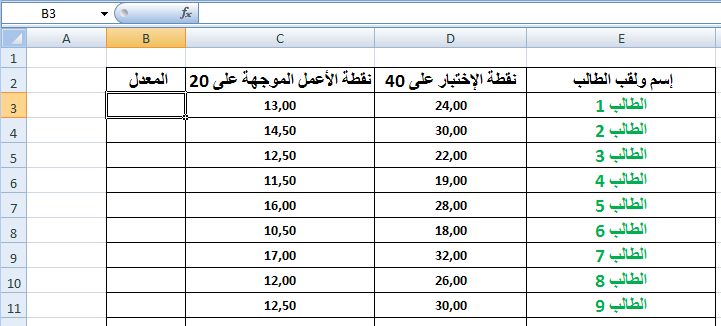 B3 fx
A B C D E
1
2 إسم ولقب الطالب نقطة الإختبار على 40 نقطة الأعمل الموجهة على 20 المعدل
3 الطالب 1 24,00 13,00
4 الطالب 2 30,00 14,50
5 الطالب 3 22,00 12,50
6 الطالب 4 19,00 11,50
7 الطالب 5 28,00 16,00
8 الطالب 6 18,00 10,50
9 الطالب 7 32,00 17,00
10 الطالب 8 26,00 12,00
11 الطالب 9 30,00 12,50